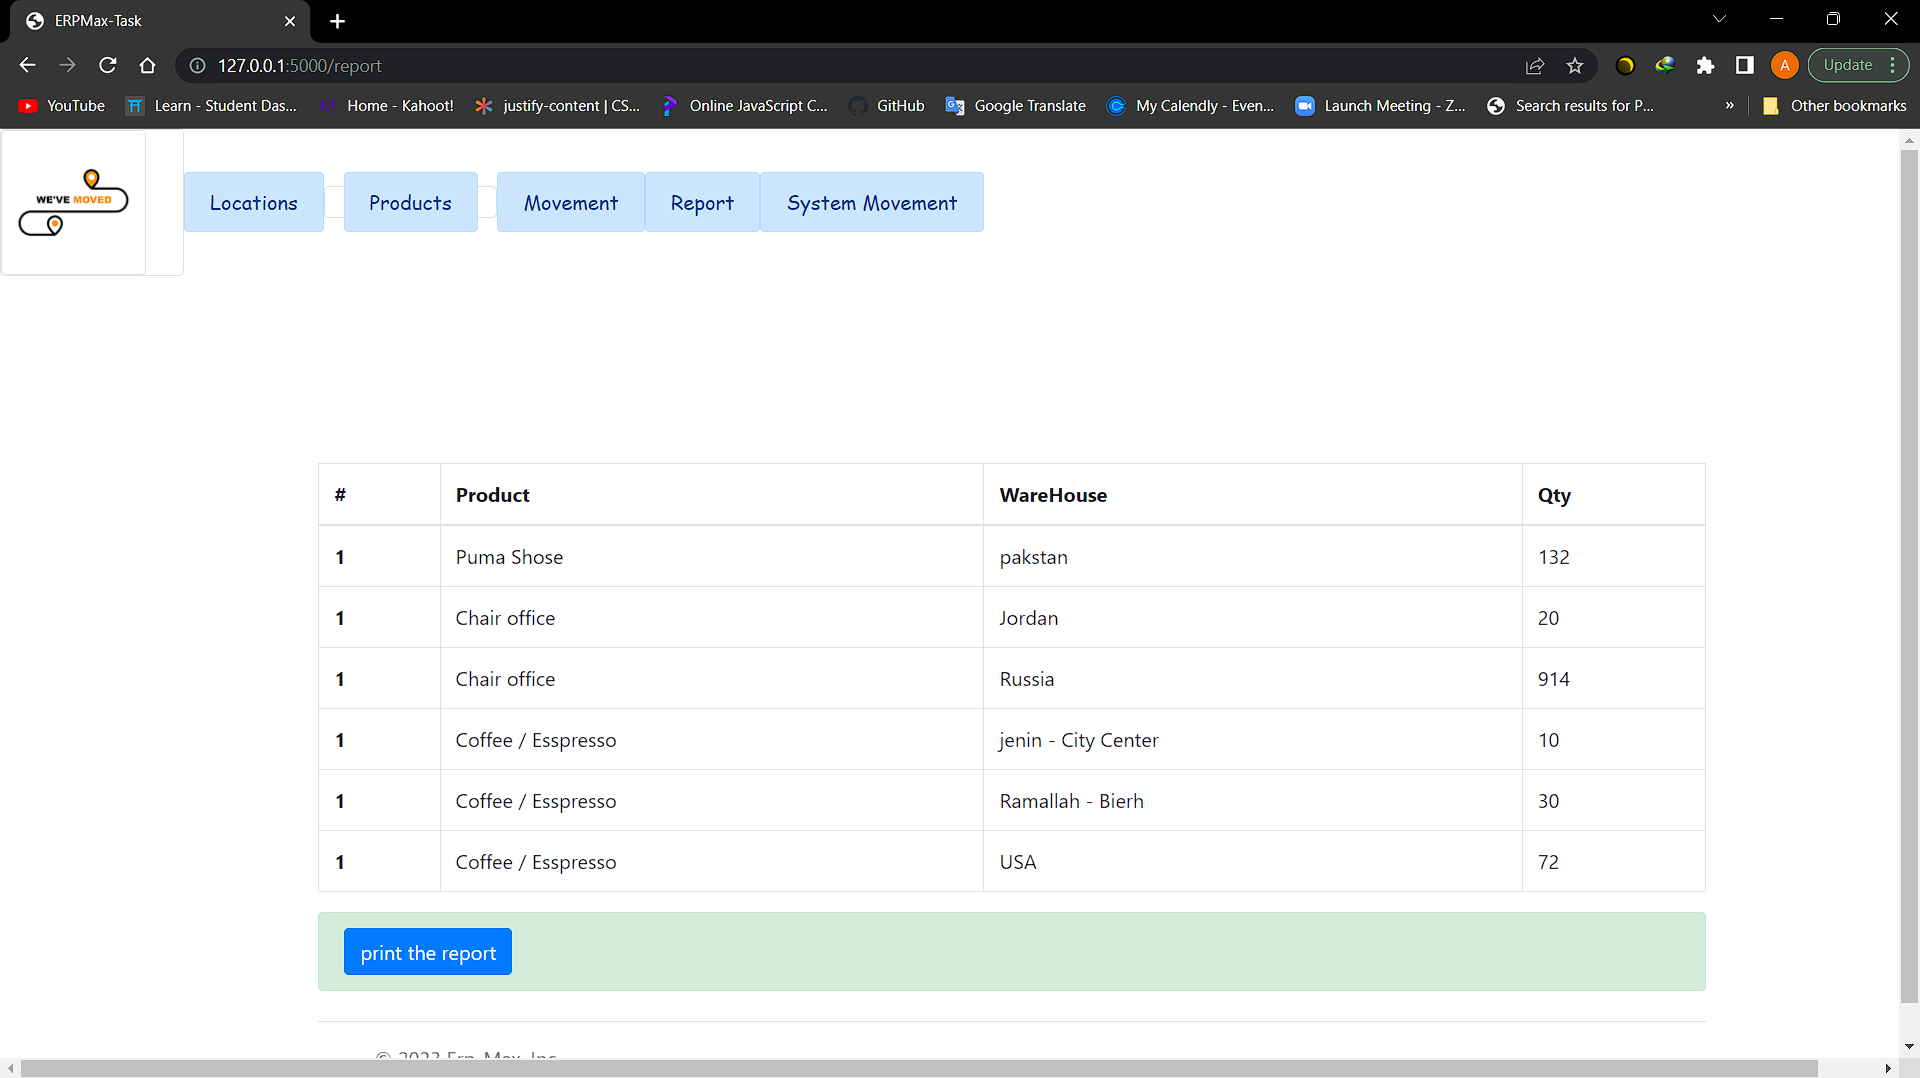 ERPMax-Task
127.0.0.1:5000/report
Update
YouTube
Learn - Student Das...
Home - Kahoot!
justify-content | CS...
Online JavaScript C...
GitHub
Google Translate
My Calendly - Even...
Launch Meeting - Z...
Search results for P...
»
Other bookmarks
A
WE'VE MOVED
Locations
Products
Movement
Report
System Movement
# Product WareHouse Qty
1 Puma Shose pakstan 132
1 Chair office Jordan 20
1 Chair office Russia 914
1 Coffee / Esspresso jenin - City Center 10
1 Coffee / Esspresso Ramallah - Bierh 30
1 Coffee / Esspresso USA 72
print the report
© 2023 Erp-Max, Inc